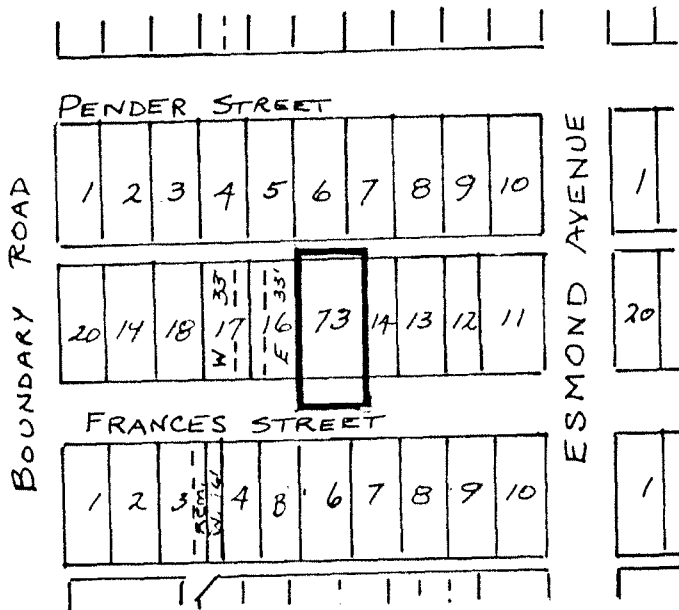 PENDER STREET
1 2 3 4 5 6 7 8 9 10 1
BOUNDARY ROAD
ESMOND AVENUE
20 14 18 W 33' 17 16 E 33' 73 14 13 12 11 20
FRANCES STREET
1 2 3 REM. W 16' 4 B 6 7 8 9 10 1